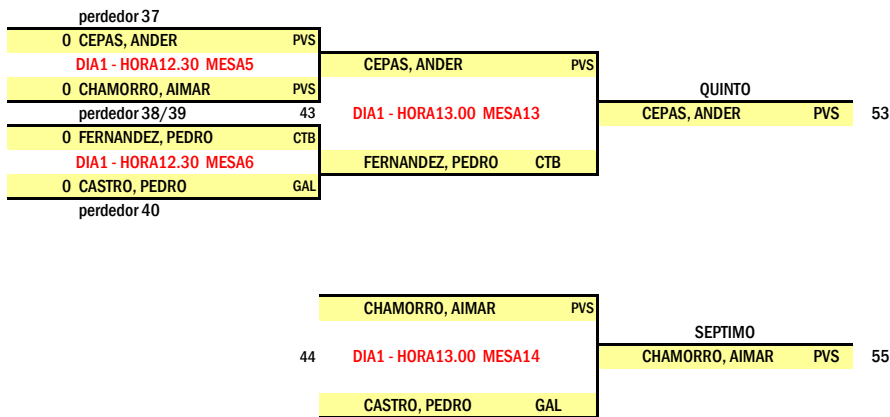 perdedor 37
0 CEPAS, ANDER PVS
DIA1 - HORA12.30 MESA5
0 CHAMORRO, AIMAR PVS
perdedor 38/39
0 FERNANDEZ, PEDRO CTB
DIA1 - HORA12.30 MESA6
0 CASTRO, PEDRO GAL
perdedor 40
CEPAS, ANDER PVS
43 DIA1 - HORA13.00 MESA13
FERNANDEZ, PEDRO CTB
QUINTO
CEPAS, ANDER PVS 53
CHAMORRO, AIMAR PVS
44 DIA1 - HORA13.00 MESA14
CASTRO, PEDRO GAL
SEPTIMO
CHAMORRO, AIMAR PVS 55